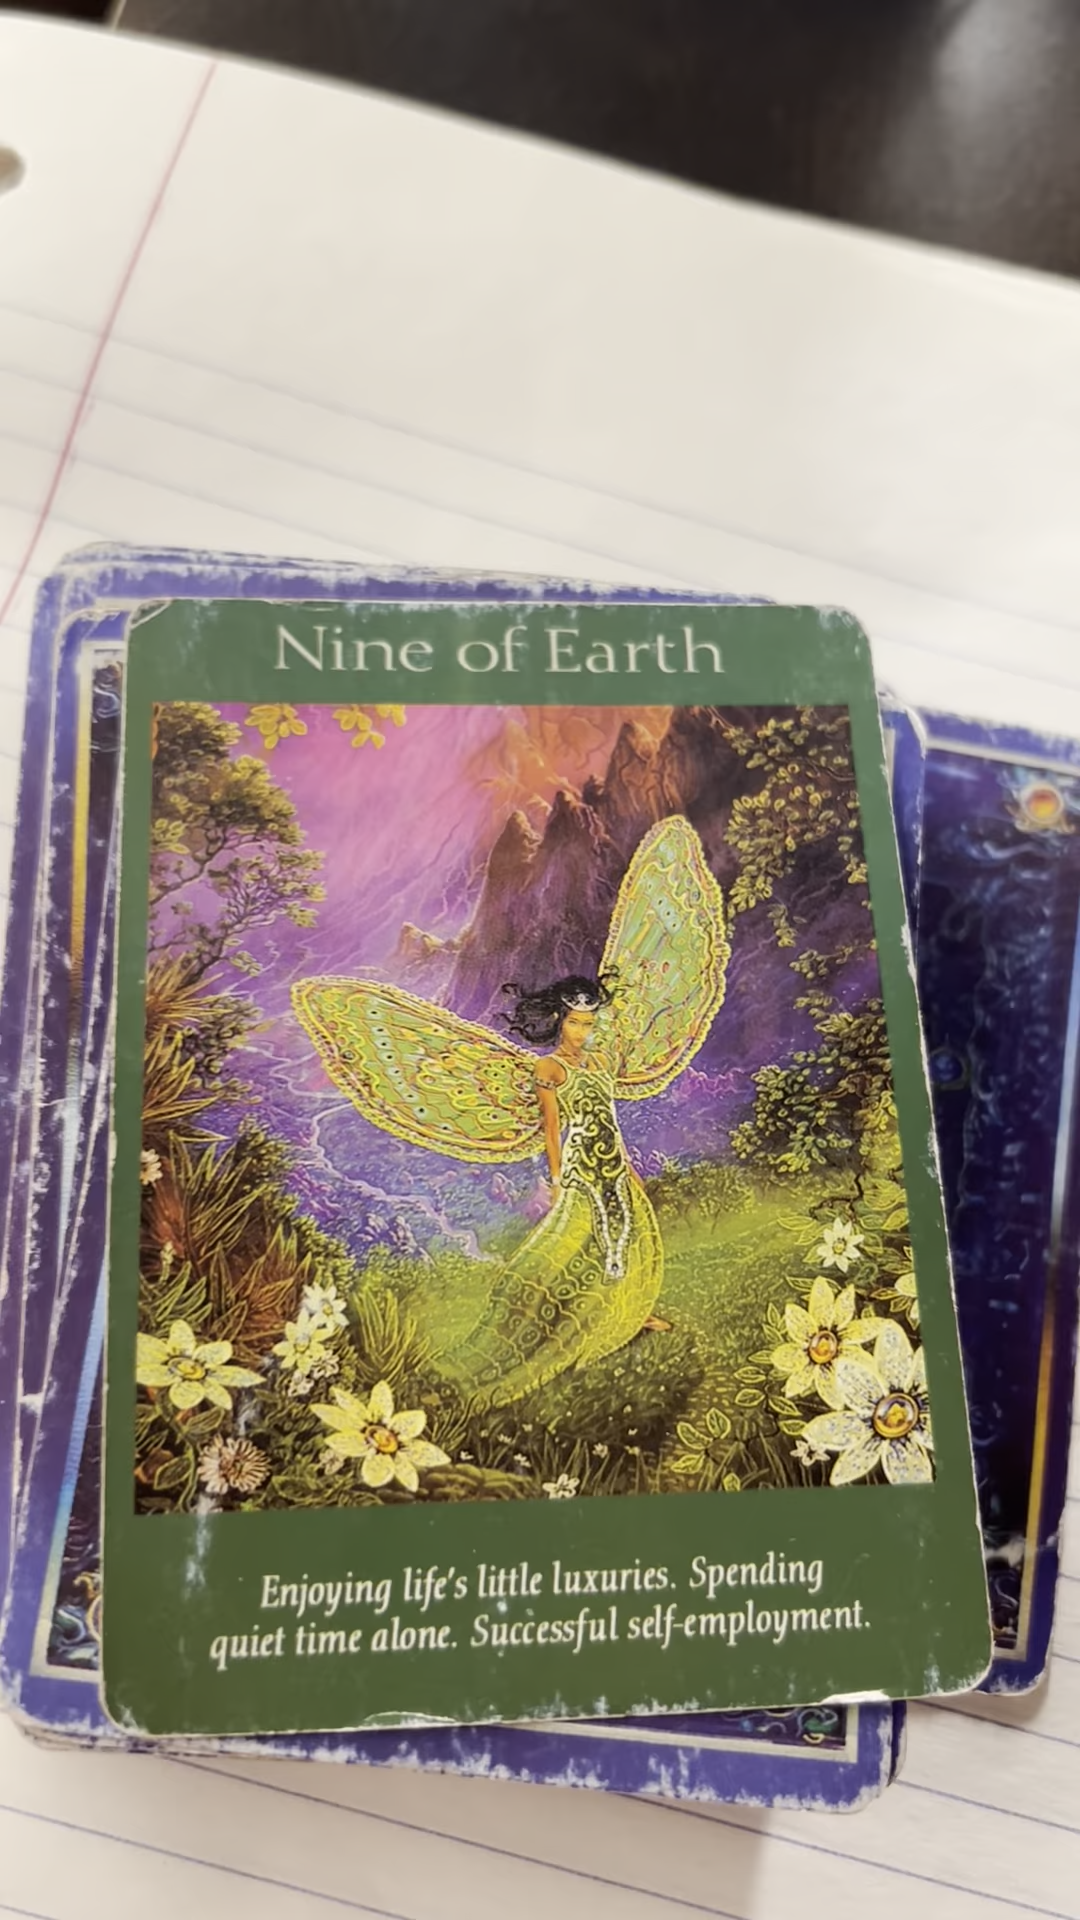 Nine of Earth
Enjoying life's little luxuries. Spending
quiet time alone. Successful self-employment.